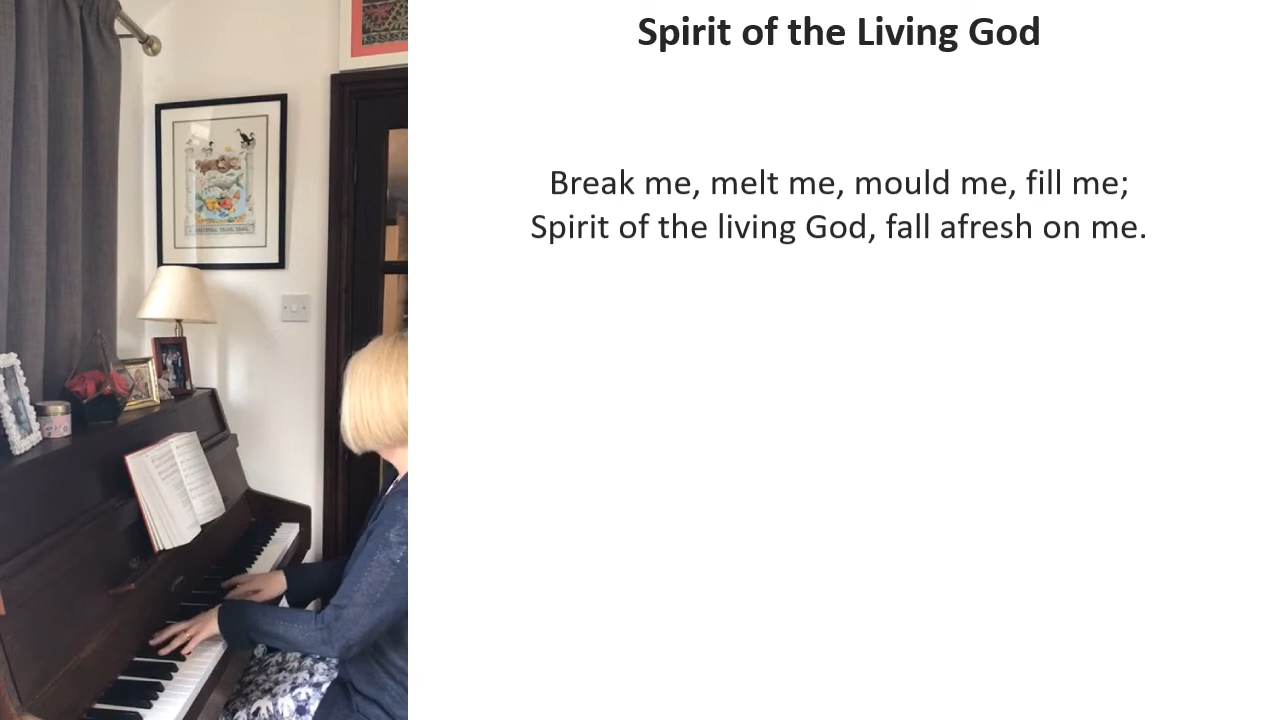 Spirit of the Living God
Break me, melt me, mould me, fill me;
Spirit of the living God, fall afresh on me.